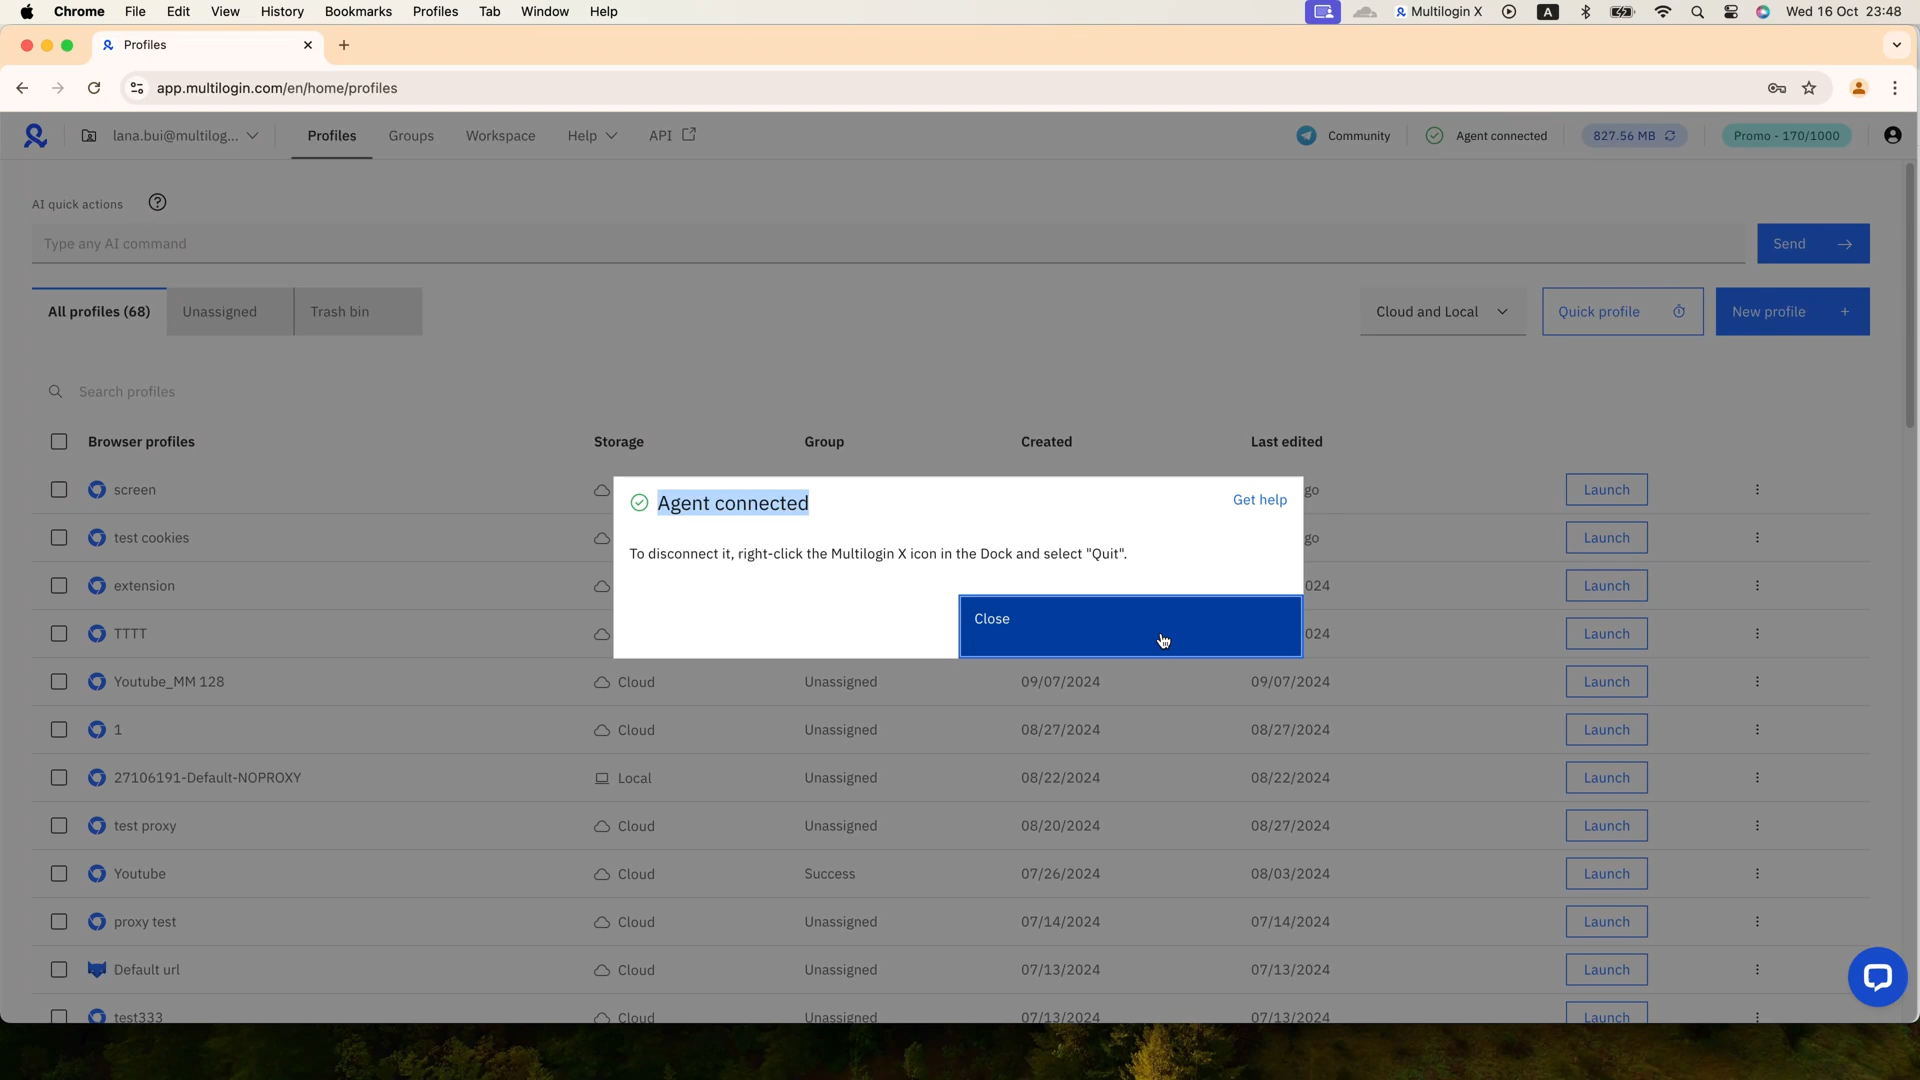 Chrome File Edit View History Bookmarks Profiles Tab Window Help Multilogin X A Wed 16 Oct 23:48
Profiles
app.multilogin.com/en/home/profiles
lana.bui@multilog... Profiles Groups Workspace Help API Community Agent connected 827.56 MB Promo - 170/1000
AI quick actions
Type any AI command Send
All profiles (68) Unassigned Trash bin Cloud and Local Quick profile New profile +
Search profiles
Browser profiles Storage Group Created Last edited
screen go Launch
Agent connected Get help
test cookies go Launch
To disconnect it, right-click the Multilogin X icon in the Dock and select "Quit".
extension 024 Launch
Close
TTTT 024 Launch
Youtube_MM 128 Cloud Unassigned 09/07/2024 09/07/2024 Launch
1 Cloud Unassigned 08/27/2024 08/27/2024 Launch
27106191-Default-NOPROXY Local Unassigned 08/22/2024 08/22/2024 Launch
test proxy Cloud Unassigned 08/20/2024 08/27/2024 Launch
Youtube Cloud Success 07/26/2024 08/03/2024 Launch
proxy test Cloud Unassigned 07/14/2024 07/14/2024 Launch
Default url Cloud Unassigned 07/13/2024 07/13/2024 Launch
test333 Cloud Unassigned 07/13/2024 07/13/2024 Launch